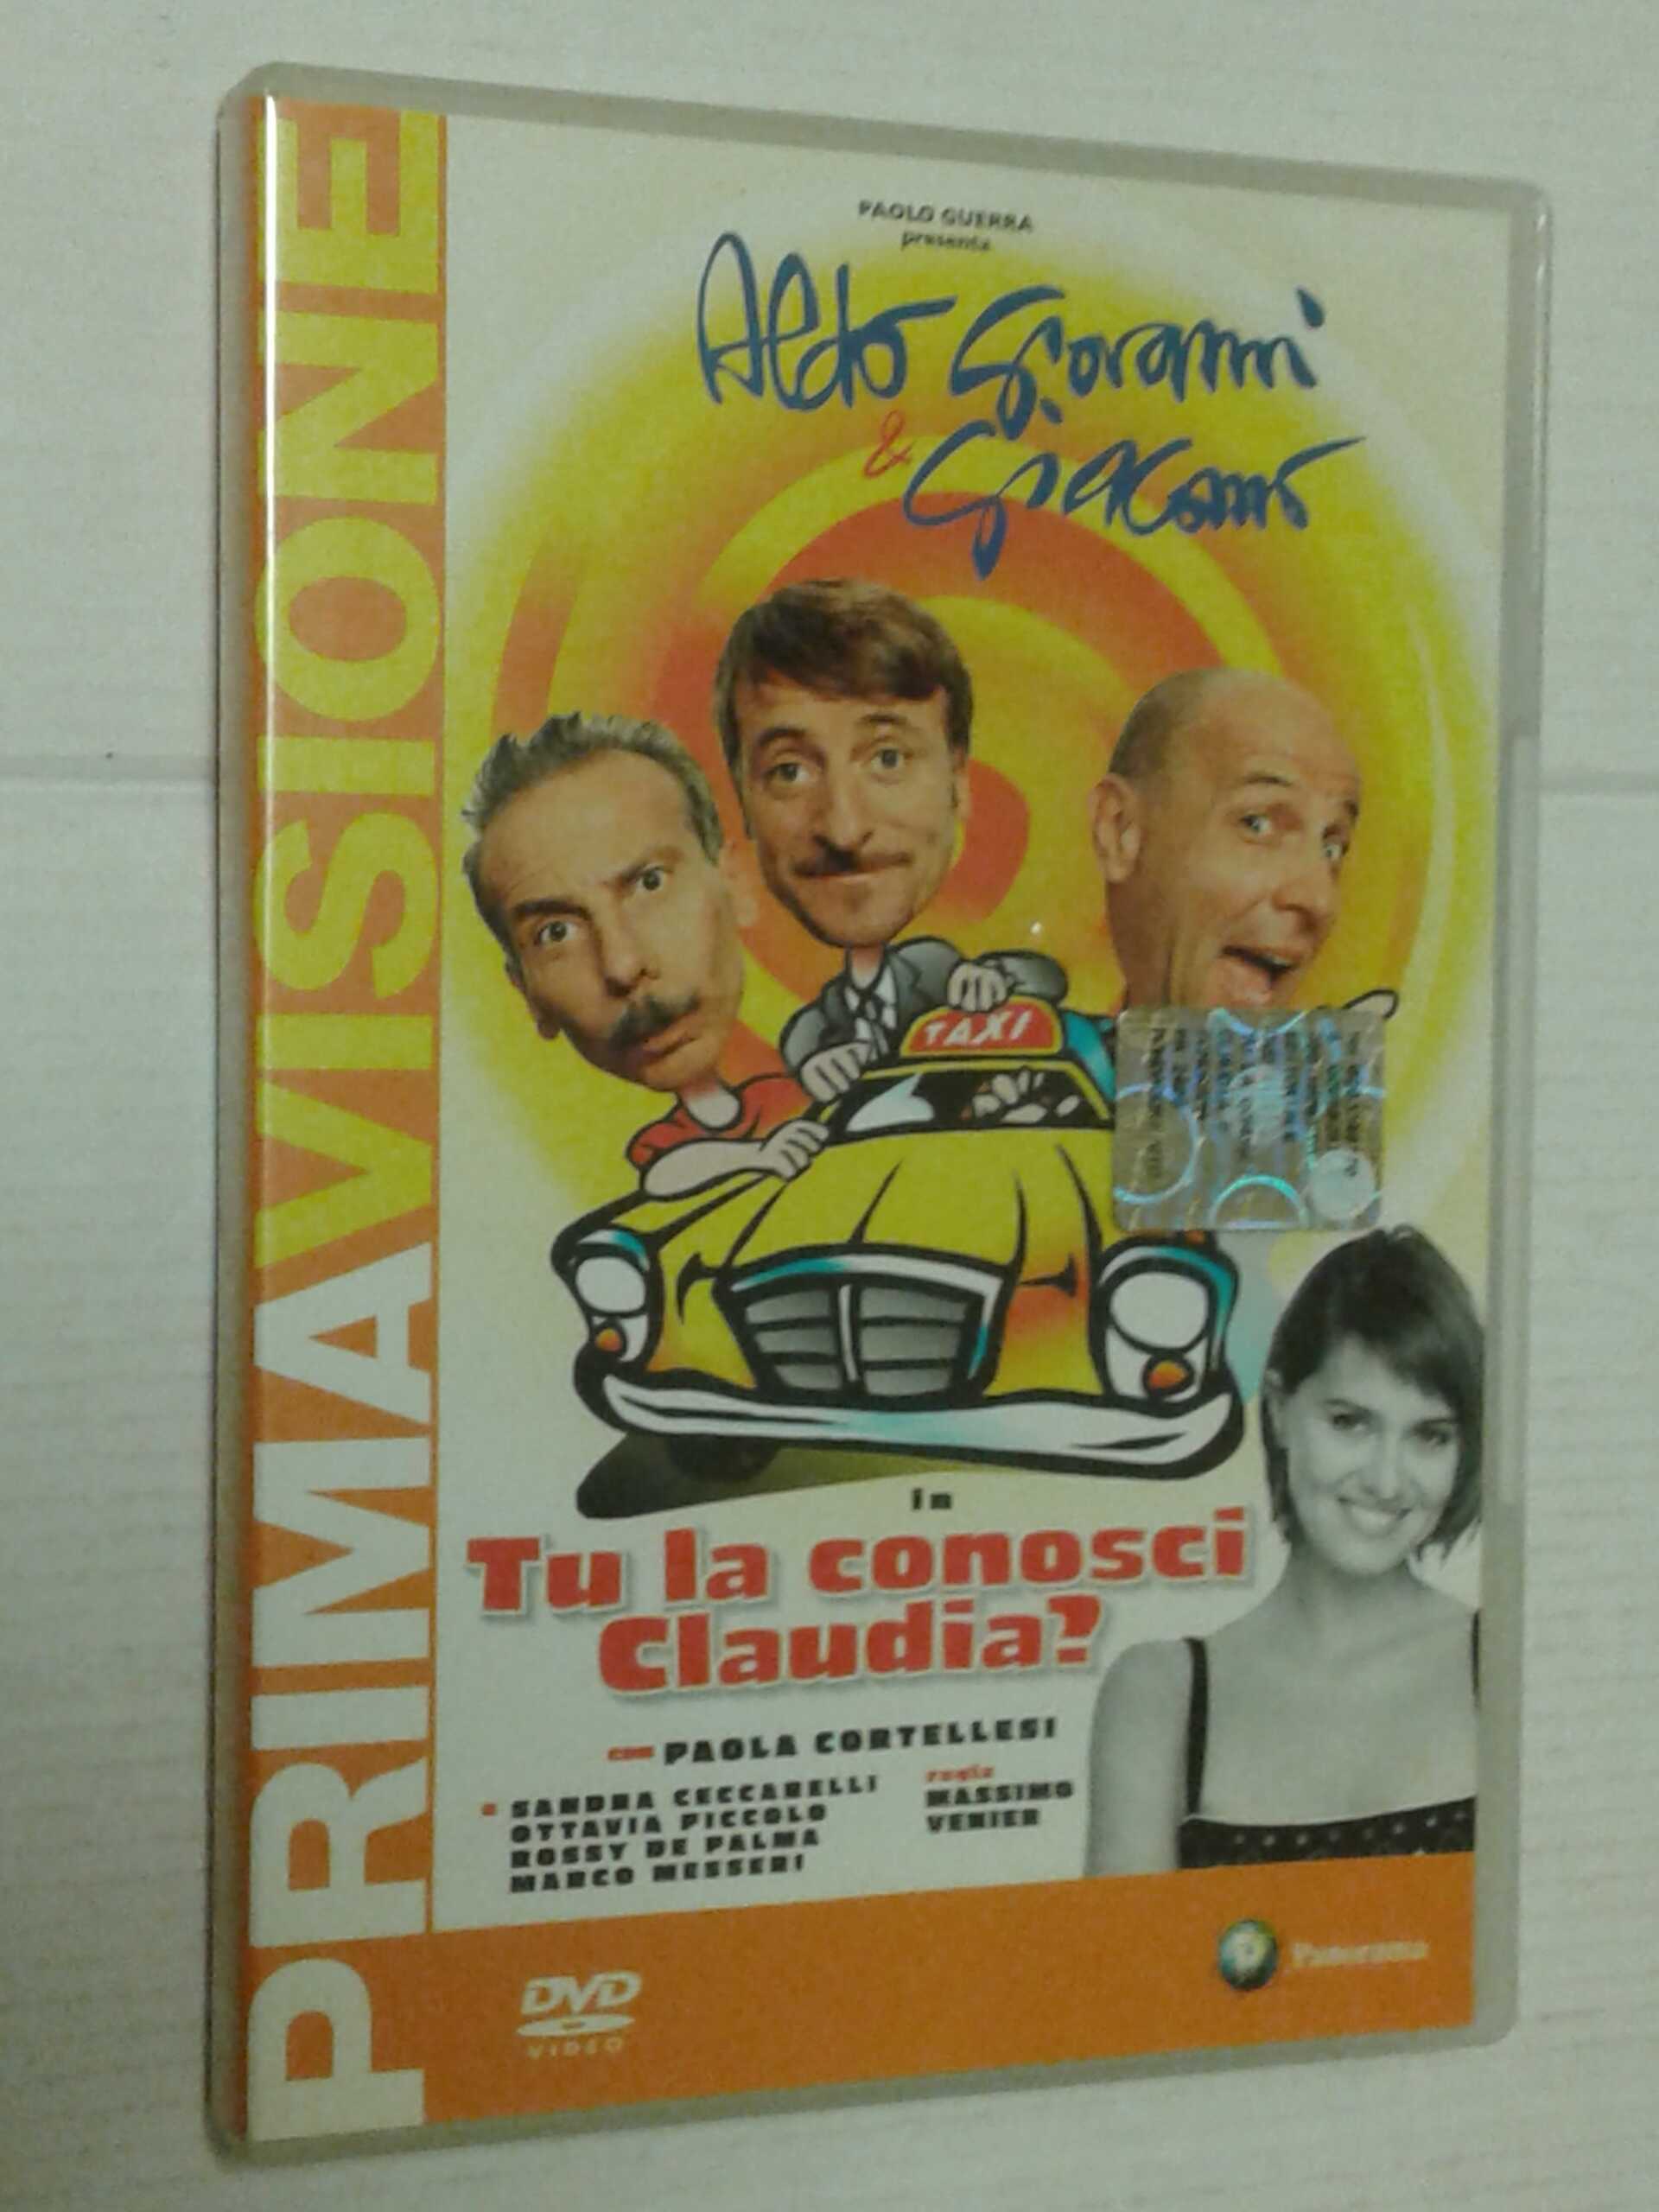 PRIMAVISIONE
PAOLO GUERRA
presenta
Aldo Giovanni
& Giacomo
TAXI
in
Tu la conosci
Claudia?
con PAOLA CORTELLESI
e SANDRA CECCARELLI
OTTAVIA PICCOLO
ROSSY DE PALMA
MARCO MESSERI
regia
MASSIMO
VENIER
DVD
VIDEO
Panorama